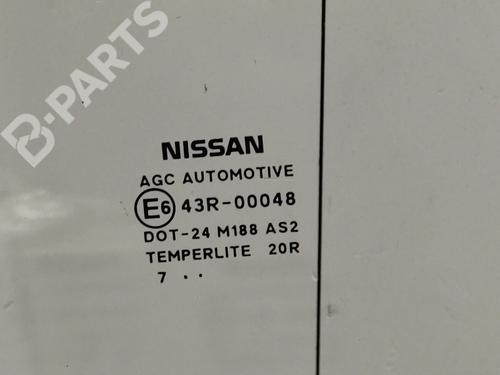 B-PARTS
NISSAN
AGC AUTOMOTIVE
E6 43R-00048
DOT-24 M188 AS2
TEMPERLITE 20R
7 . .